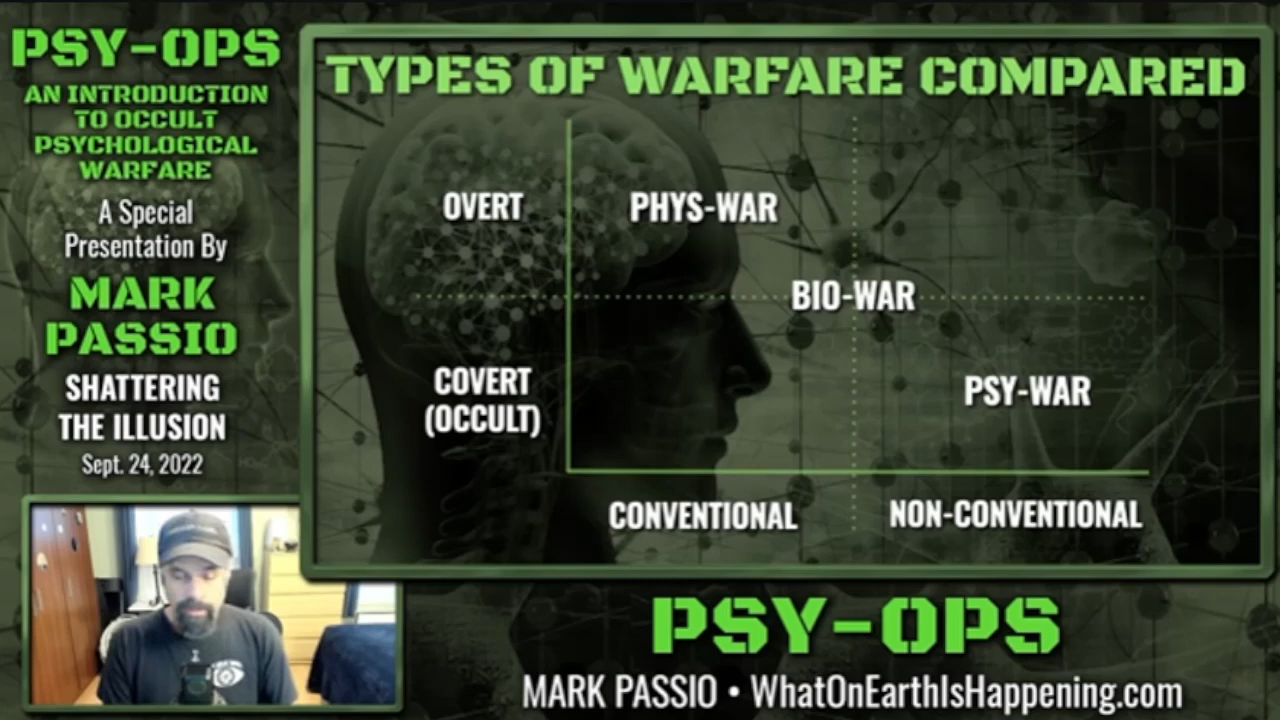 PSY-OPS
AN INTRODUCTION
TO OCCULT
PSYCHOLOGICAL
WARFARE
A Special
Presentation By
MARK
PASSIO
SHATTERING
THE ILLUSION
Sept. 24, 2022
TYPES OF WARFARE COMPARED
OVERT
PHYS-WAR
BIO-WAR
COVERT
(OCCULT)
PSY-WAR
CONVENTIONAL
NON-CONVENTIONAL
PSY-OPS
MARK PASSIO • WhatOnEarthIsHappening.com